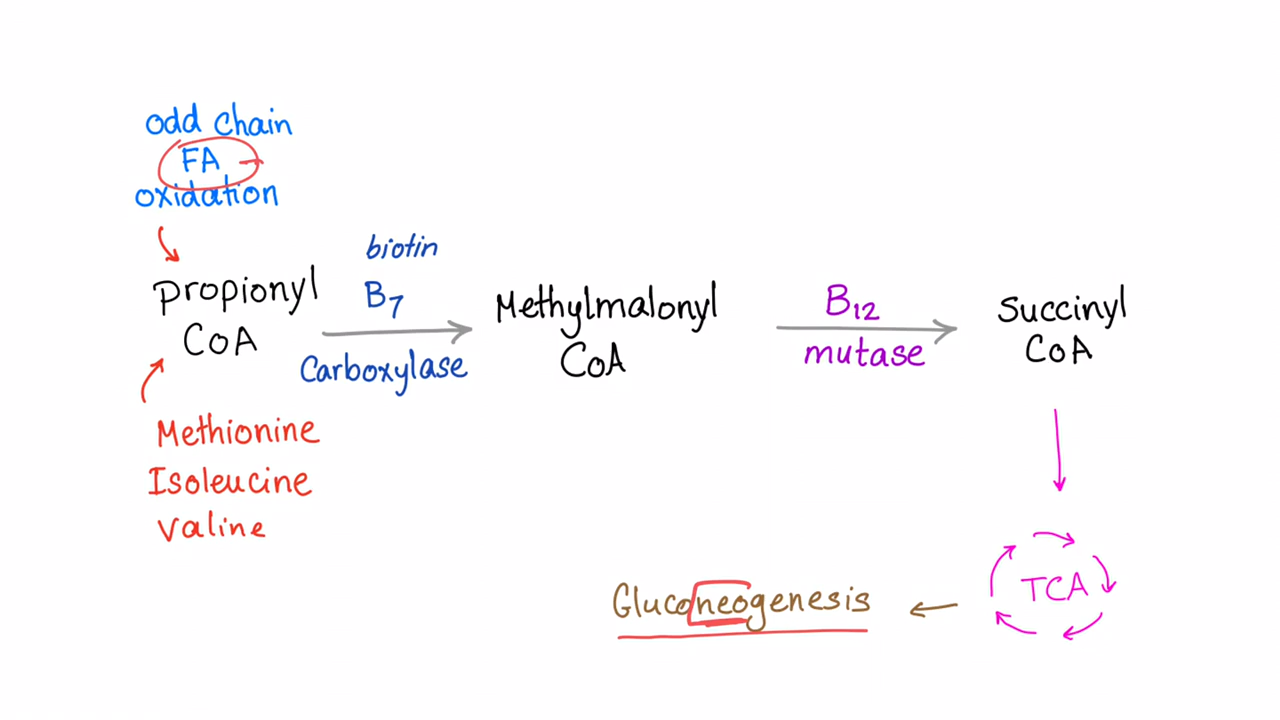 odd chain
FA
oxidation
Propionyl
CoA
Methionine
Isoleucine
Valine
biotin
B7
Carboxylase
Methylmalonyl
CoA
B12
mutase
Succinyl
CoA
TCA
Gluconeogenesis